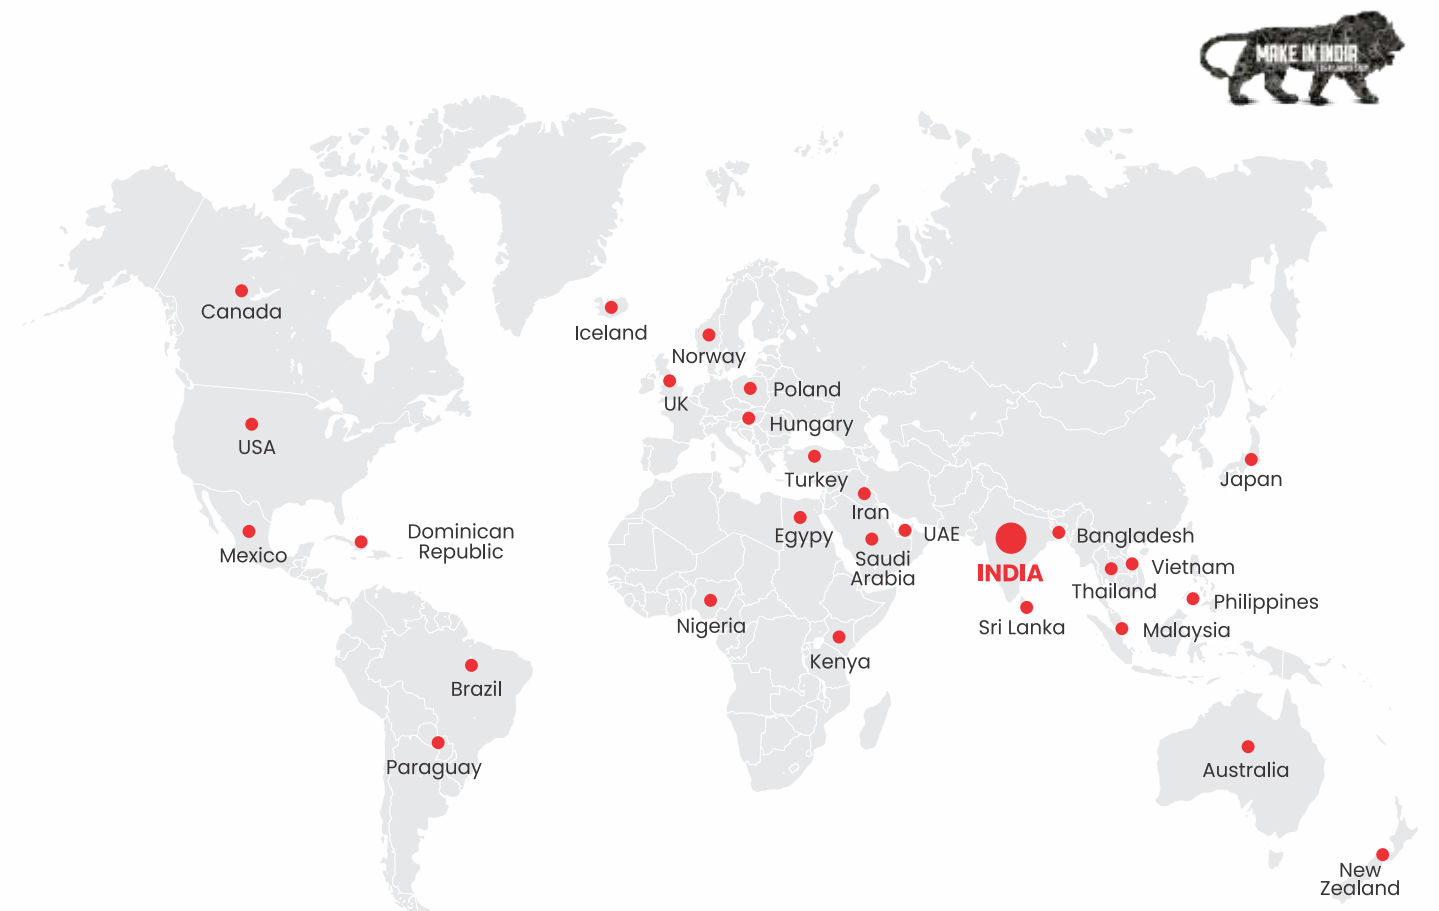 MAKE IN INDIA
Canada
Iceland
Norway
Poland
UK
Hungary
USA
Turkey
Japan
Iran
Dominican
Republic
Mexico
Egypy
UAE
Saudi
Arabia
INDIA
Bangladesh
Vietnam
Thailand
Philippines
Nigeria
Sri Lanka
Malaysia
Kenya
Brazil
Paraguay
Australia
New
Zealand